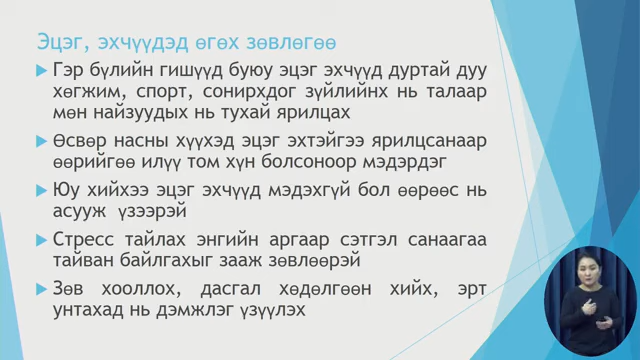 Эцэг, эхчүүдэд өгөх зөвлөгөө
Гэр бүлийн гишүүд буюу эцэг эхчүүд дуртай дуу
хөгжим, спорт, сонирхдог зүйлийнх нь талаар
мөн найзуудых нь тухай ярилцах
Өсвөр насны хүүхэд эцэг эхтэйгээ ярилцсанаар
өөрийгөө илүү том хүн болсоноор мэдэрдэг
Юу хийхээ эцэг эхчүүд мэдэхгүй бол өөрөөс нь
асууж үзээрэй
Стресс тайлах энгийн аргаар сэтгэл санаагаа
тайван байлгахыг зааж зөвлөөрэй
Зөв хооллох, дасгал хөдөлгөөн хийх, эрт
унтахад нь дэмжлэг үзүүлэх